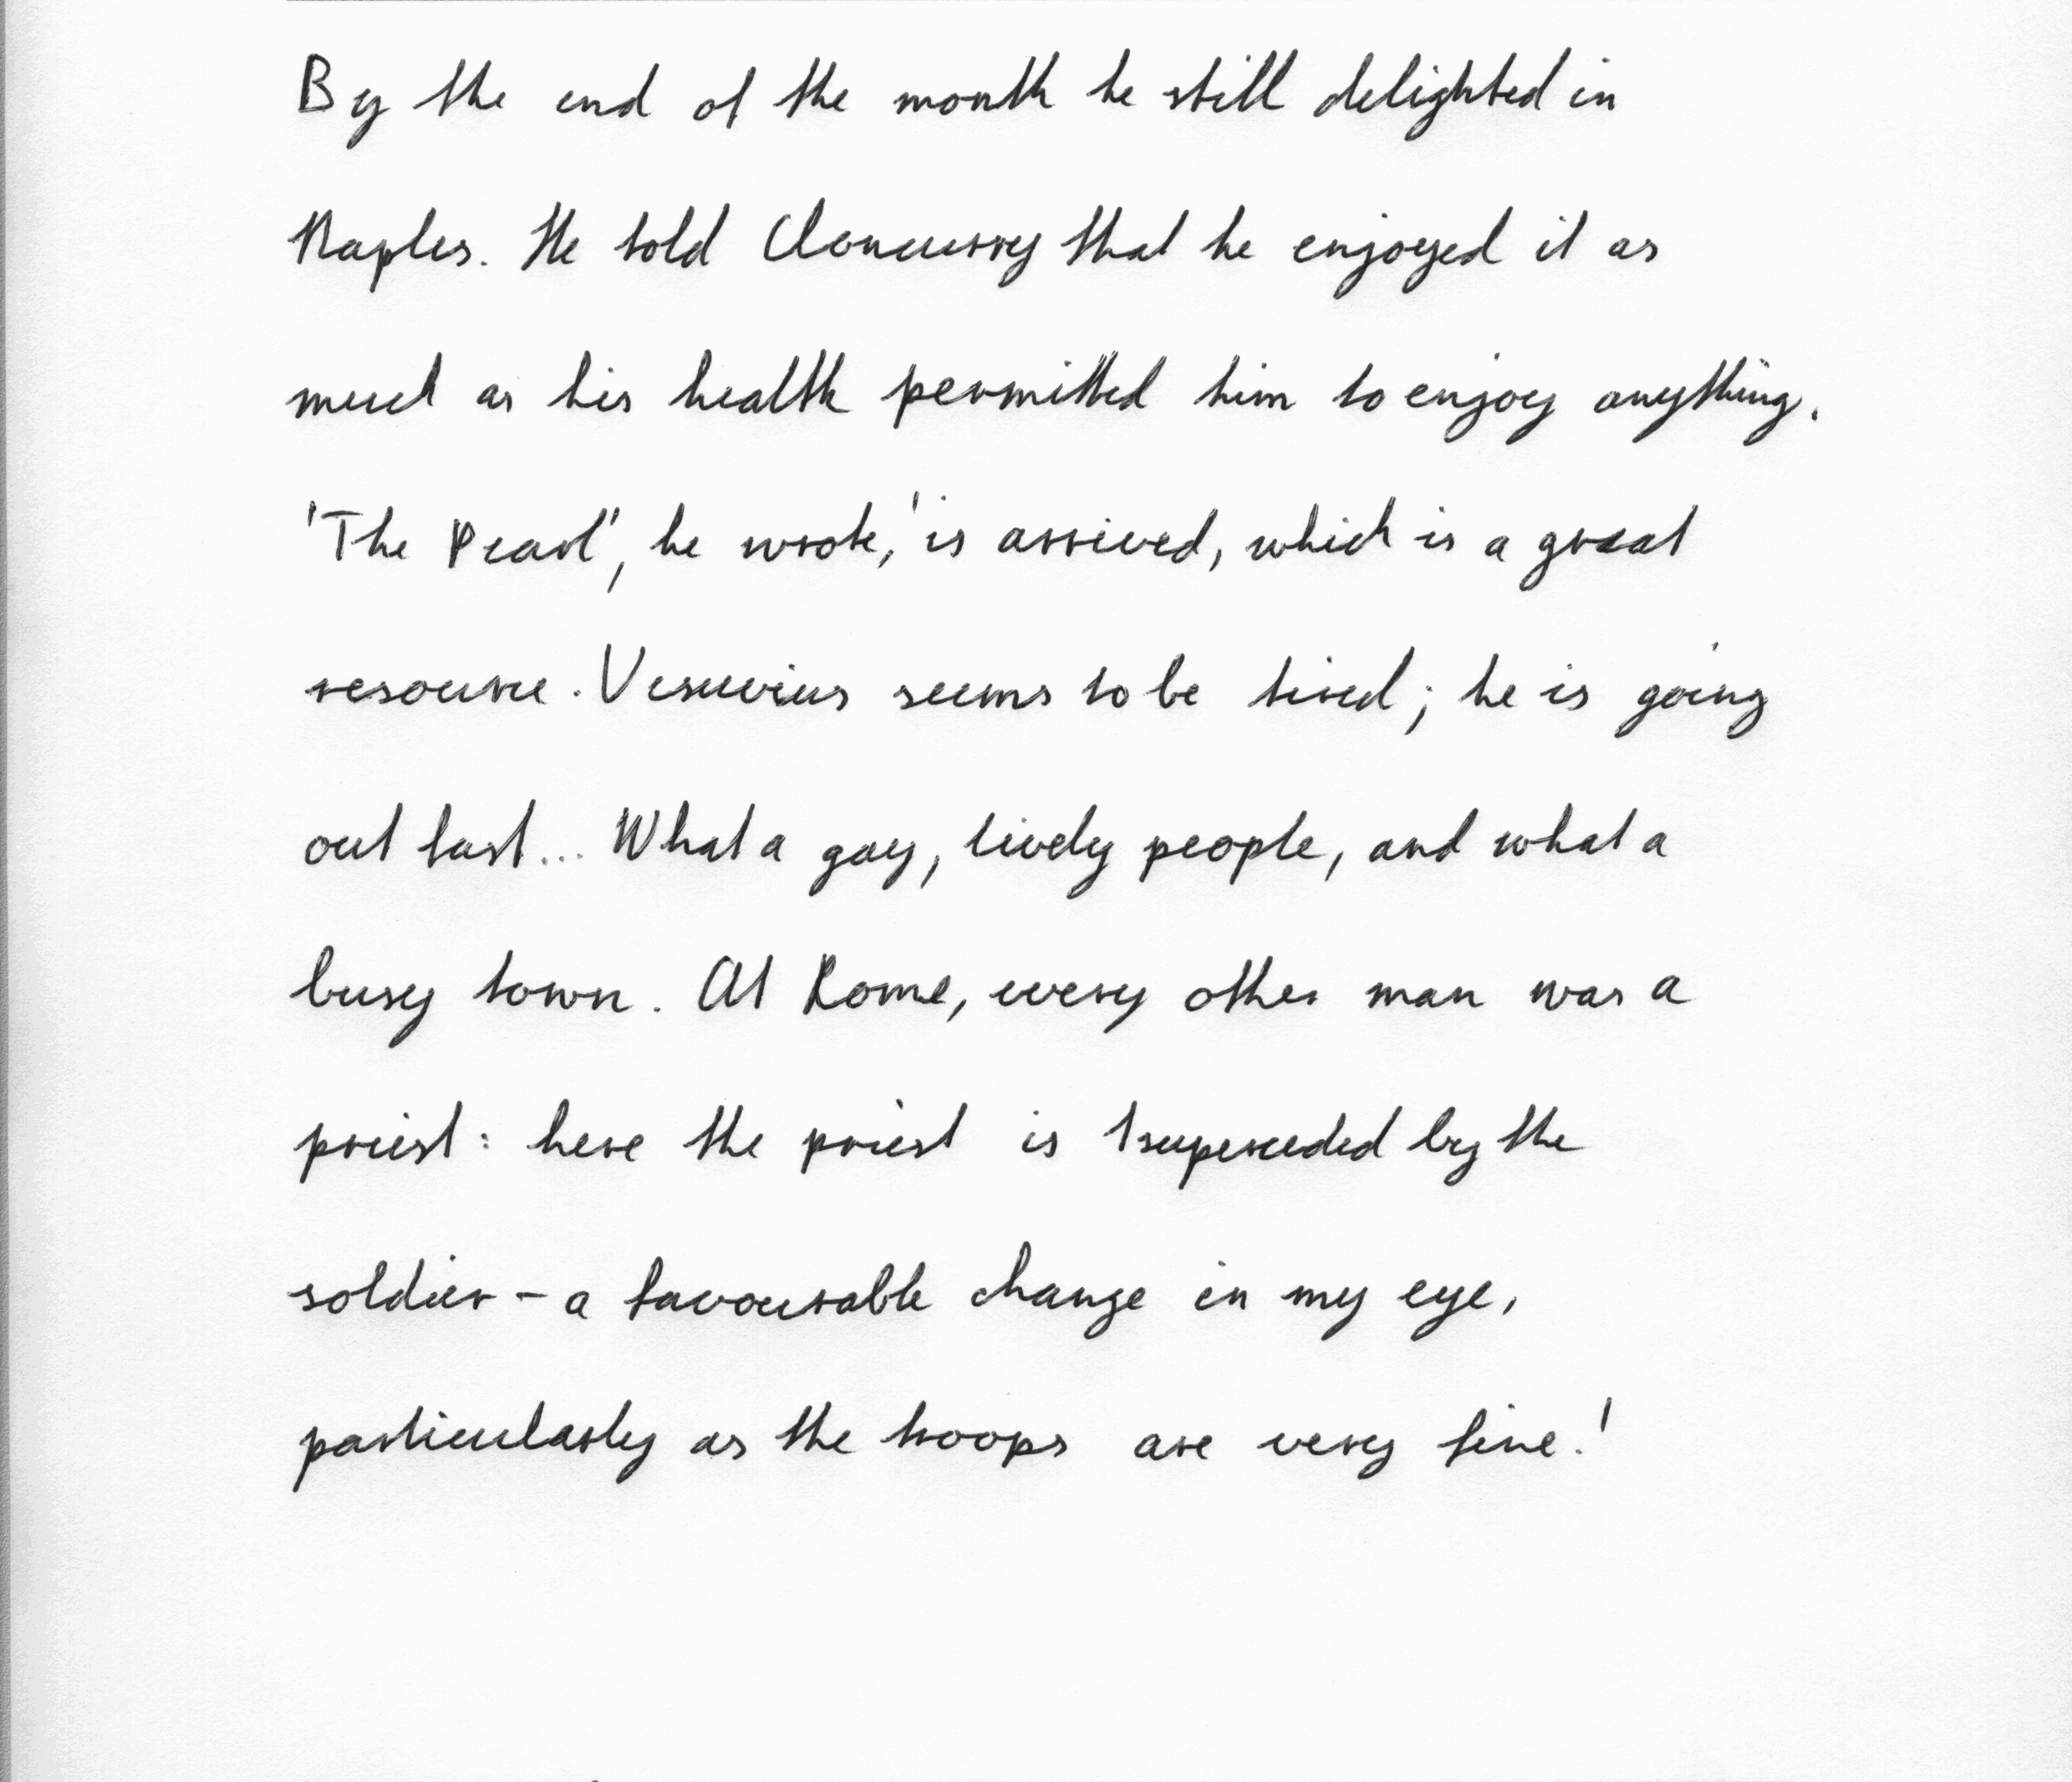 By the end of the month he still delighted in
Naples. He told Cloncurry that he enjoyed it as
much as his health permitted him to enjoy anything.
'The Pearl', he wrote, 'is arrived, which is a great
resource. Vesuvius seems to be tired; he is going
out fast... What a gay, lively people, and what a
busy town. At Rome, every other man was a
priest: here the priest is superceded by the
soldier - a favourable change in my eye,
particularly as the troops are very fine.'